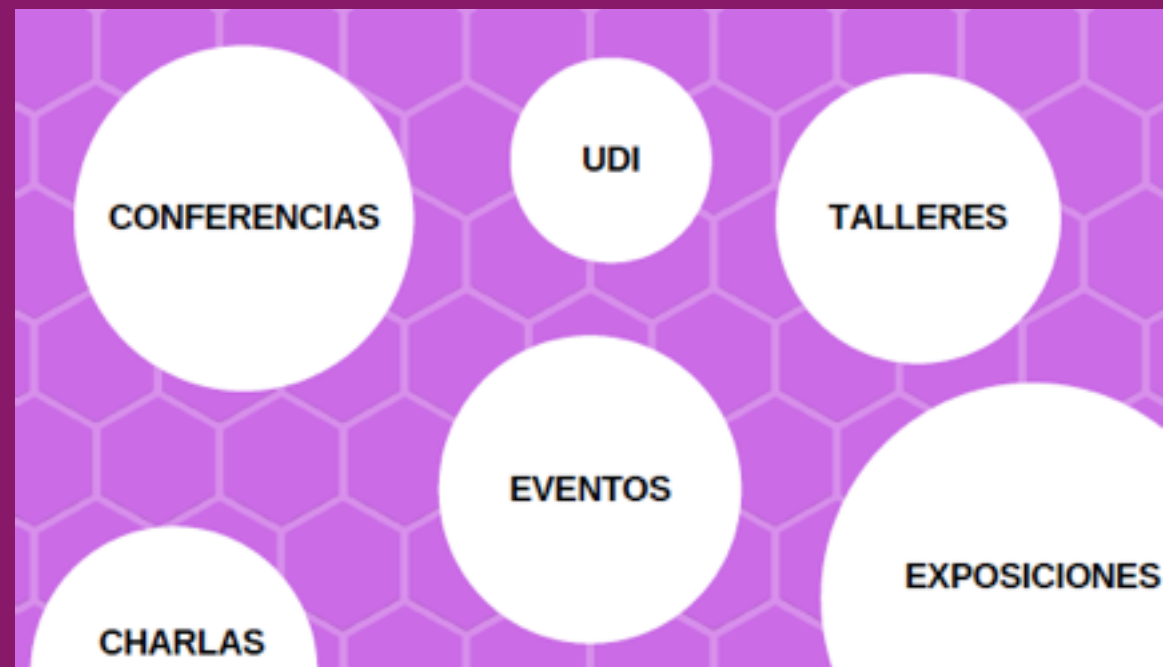 UDI
CONFERENCIAS
TALLERES
EVENTOS
EXPOSICIONES
CHARLAS